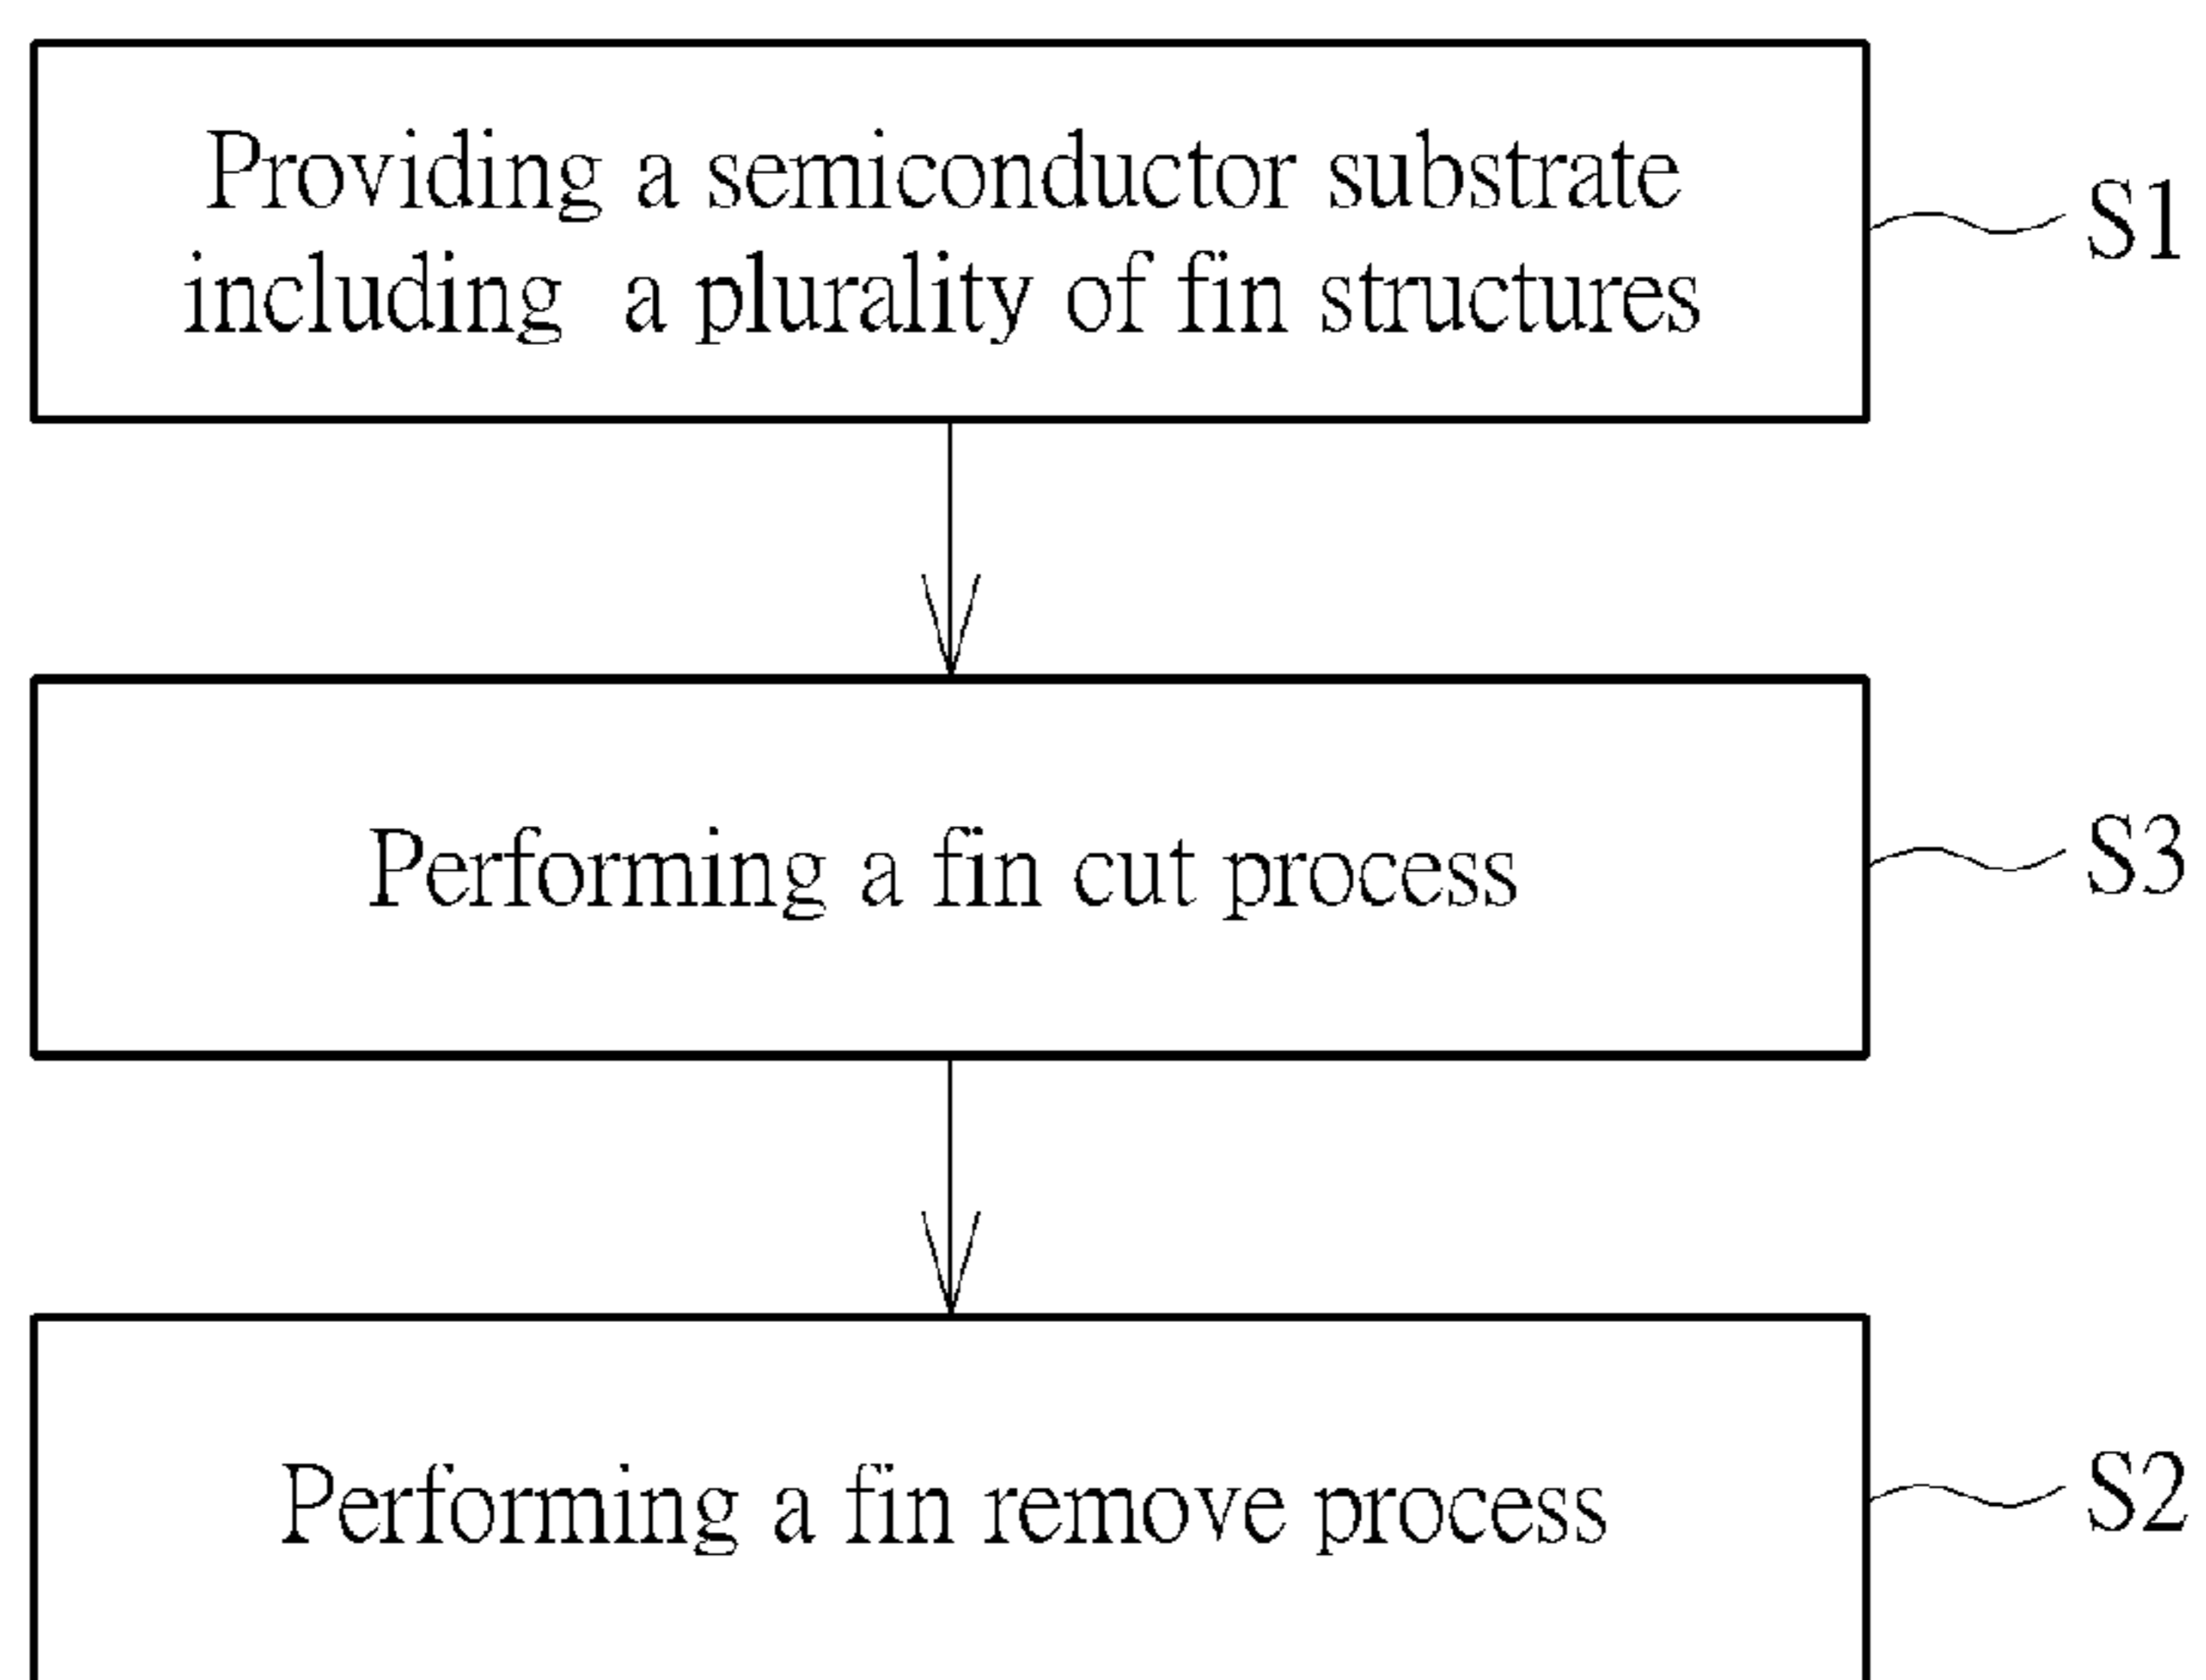 Providing a semiconductor substrate
including a plurality of fin structures
S1
Performing a fin cut process
S3
Performing a fin remove process
S2